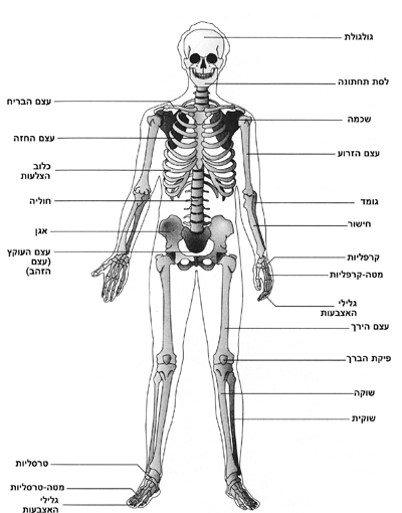 גולגולת
לסת תחתונה
עצם הבריח
שכמה
עצם החזה
עצם הזרוע
כלוב
הצלעות
חוליה
גומד
חישור
אגן
עצם העוקץ
(עצם
הזהב)
קרפליות
מטה-קרפליות
גלילי
האצבעות
עצם הירך
פיקת הברך
שוקה
שוקית
טרסליות
מטה-טרסליות
גלילי
האצבעות